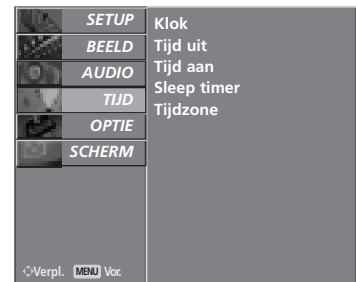 SETUP
BEELD
AUDIO
TIJD
OPTIE
SCHERM
Klok
Tijd uit
Tijd aan
Sleep timer
Tijdzone
Verpl. MENU Vor.